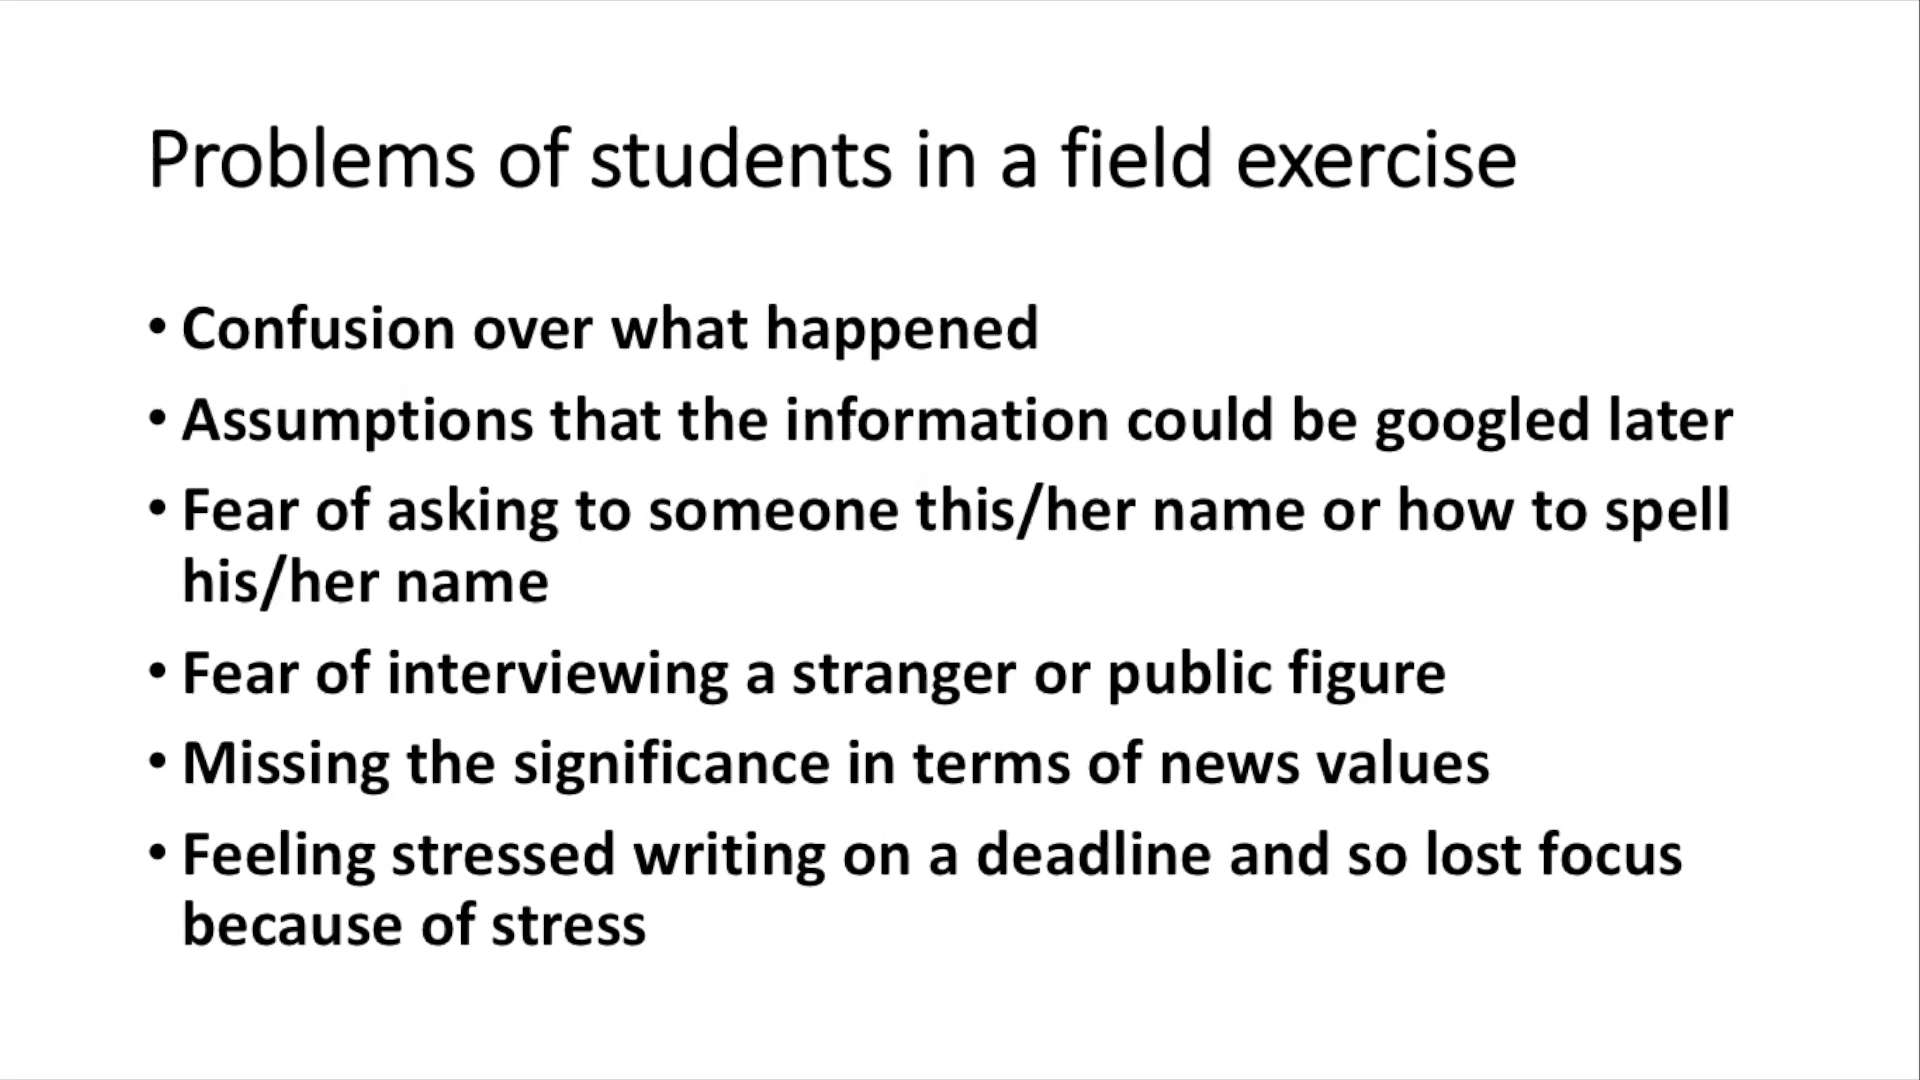 Problems of students in a field exercise
• Confusion over what happened
• Assumptions that the information could be googled later
• Fear of asking to someone this/her name or how to spell
his/her name
• Fear of interviewing a stranger or public figure
• Missing the significance in terms of news values
• Feeling stressed writing on a deadline and so lost focus
because of stress